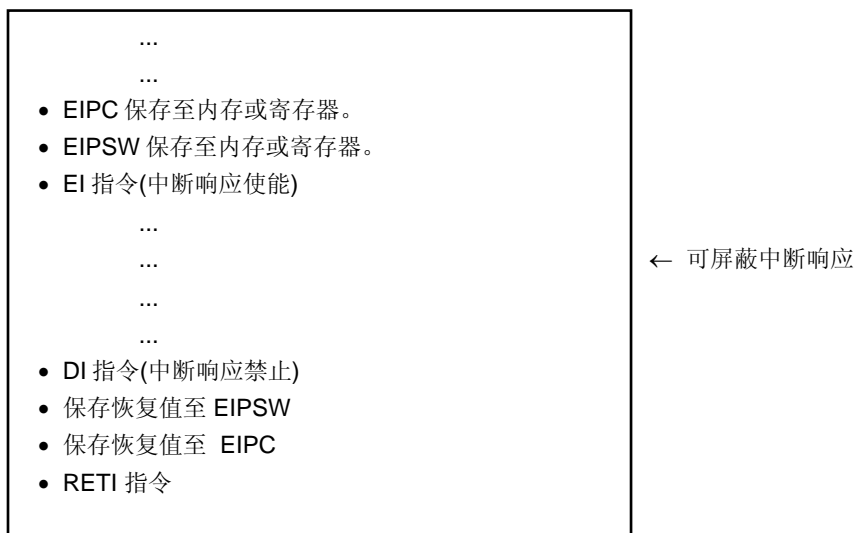 ...
...
• EIPC 保存至内存或寄存器。
• EIPSW 保存至内存或寄存器。
• EI 指令(中断响应使能)
...
...
← 可屏蔽中断响应
...
...
• DI 指令(中断响应禁止)
• 保存恢复值至 EIPSW
• 保存恢复值至 EIPC
• RETI 指令